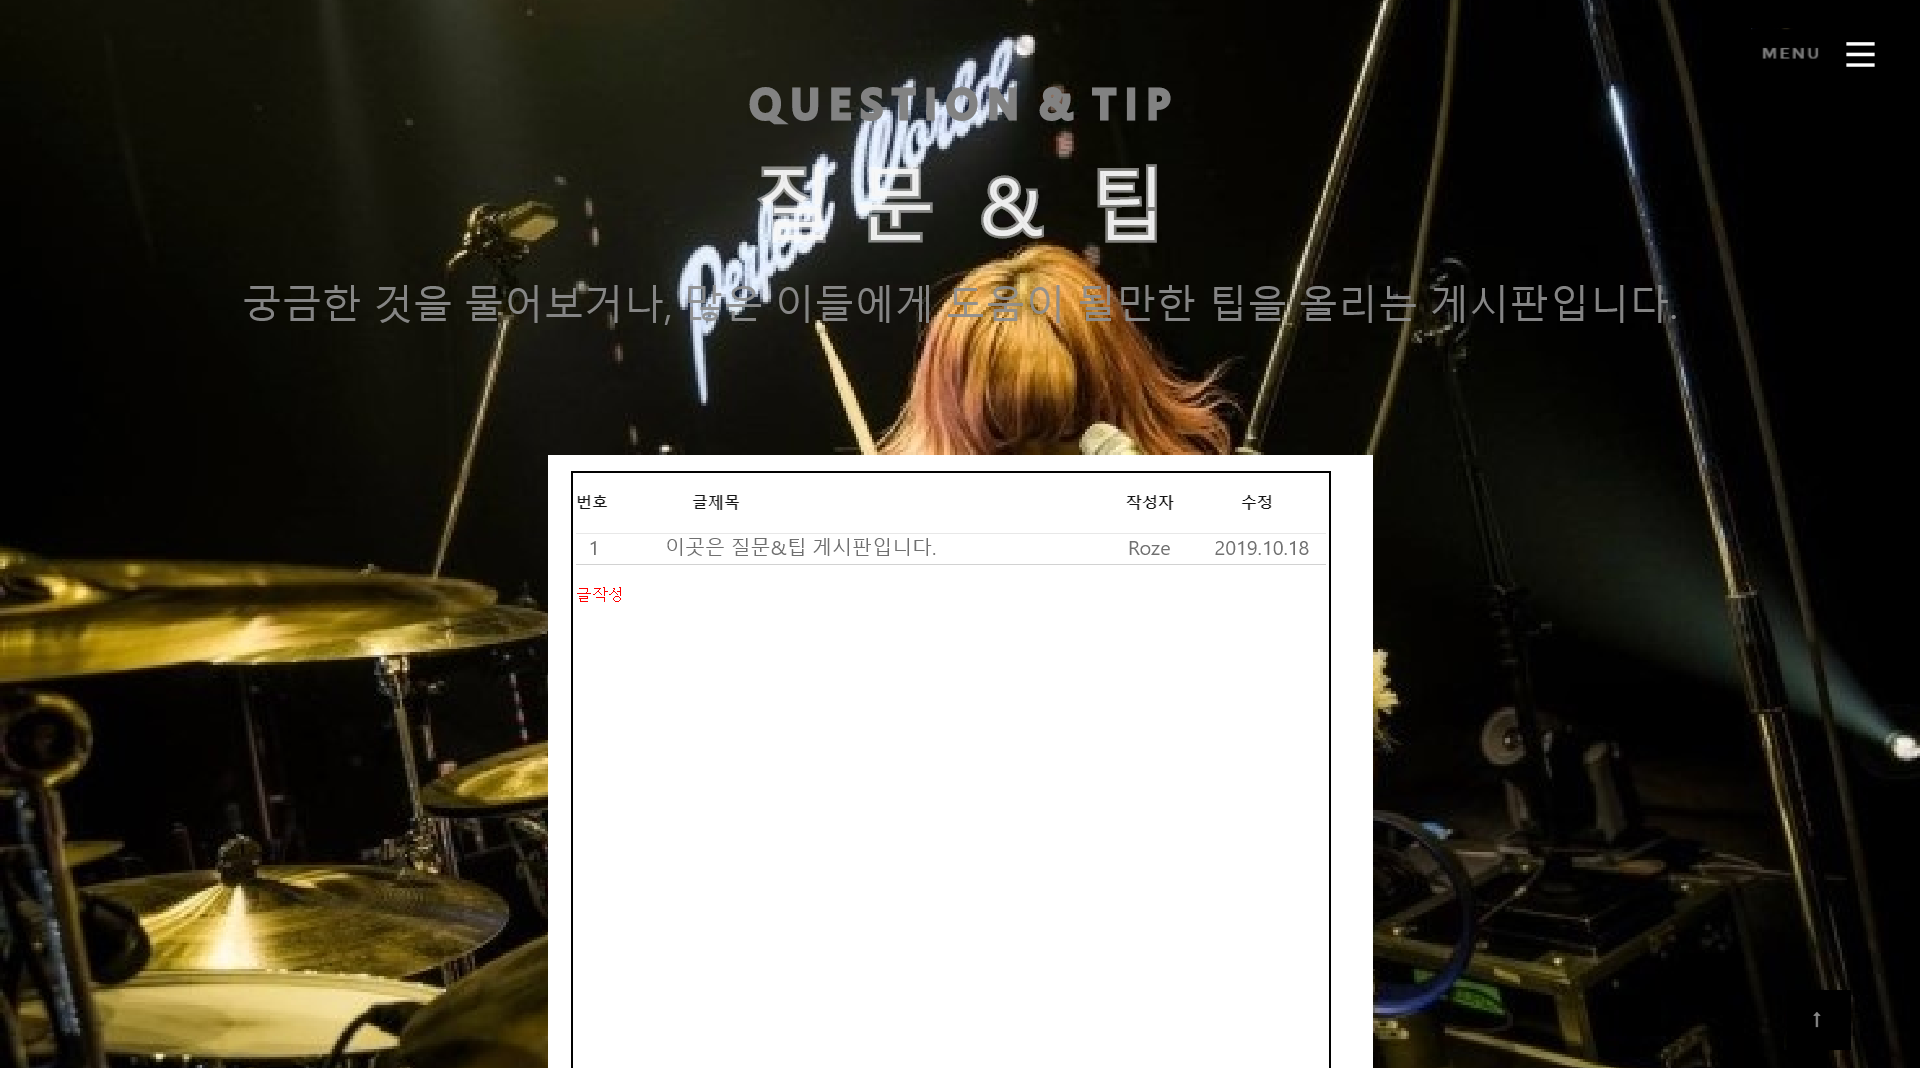 MENU
QUESTION & TIP
질 문 & 팁
Perfect World
궁금한 것을 물어보거나, 많은 이들에게 도움이 될만한 팁을 올리는 게시판입니다.
번호 글제목 작성자 수정
1 이곳은 질문&팁 게시판입니다. Roze 2019.10.18
글작성
↑